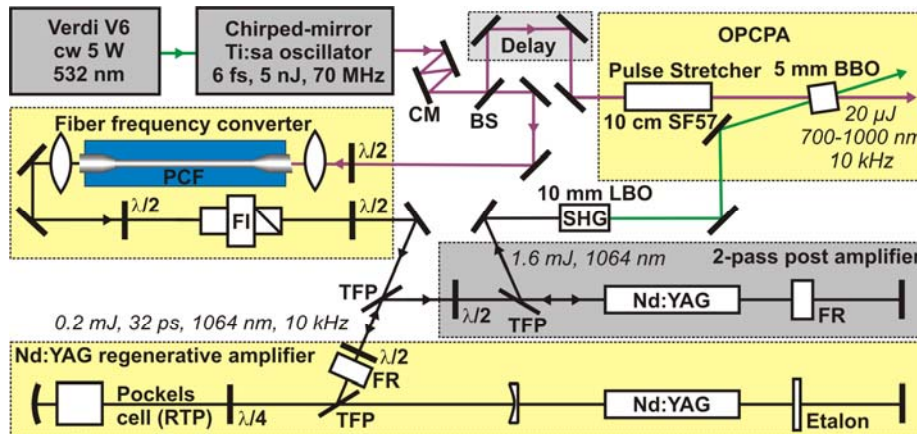 Verdi V6
cw 5 W
532 nm
Chirped-mirror
Ti:sa oscillator
6 fs, 5 nJ, 70 MHz
CM
BS
Delay
OPCPA
Pulse Stretcher
10 cm SF57
5 mm BBO
20 µJ
700-1000 nm
10 kHz
Fiber frequency converter
PCF
λ/2
λ/2
FI
λ/2
10 mm LBO
SHG
TFP
1.6 mJ, 1064 nm
2-pass post amplifier
λ/2
TFP
Nd:YAG
FR
0.2 mJ, 32 ps, 1064 nm, 10 kHz
Nd:YAG regenerative amplifier
λ/2
FR
Pockels
cell (RTP)
λ/4
TFP
Nd:YAG
Etalon